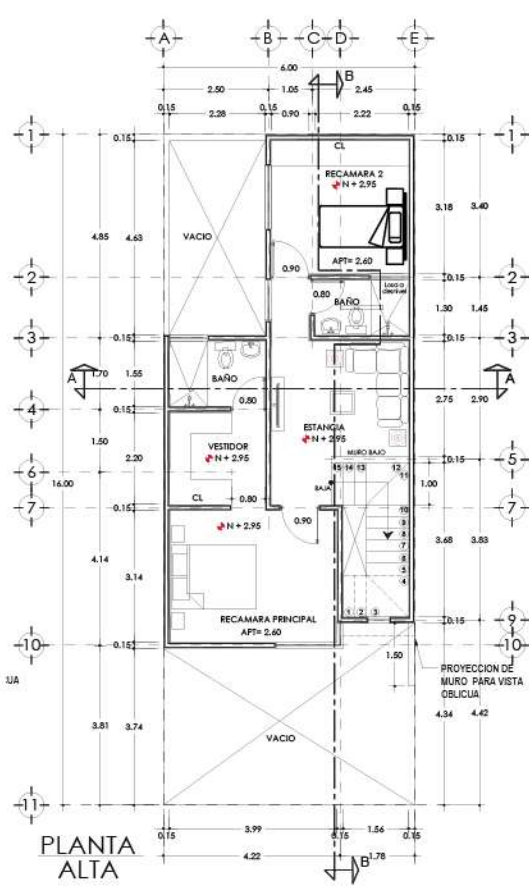 A B C D E
6.00
B
2.50 1.05 2.45
0.15 0.15 0.15 0.15
2.28 0.90 2.22
1 0.15 0.15 1
CL
RECAMARA 2
N + 2.95
3.18 3.40
4.85 4.63
VACIO
APT= 2.60
2 0.90 0.15 2
Losa a
desnivel
0.80
BAÑO
1.30 1.45
3 0.15 0.15 3
A 1.70 1.55
BAÑO
0.80
2.75 2.90
A
4 0.15
ESTANCIA
N + 2.95
1.50
VESTIDOR
N + 2.95
2.20
MURO BAJO
0.15 5
6
15 14 13 12
11
BAJA
1.00
16.00
CL 0.80
7 0.15 7
10
N + 2.95
0.90
9
8
7
6
5
4
3.68 3.83
4.14 3.14
RECAMARA PRINCIPAL
APT= 2.60
1 2 3
0.15 9
10 0.15 10
1.50
PROYECCION DE
MURO PARA VISTA
OBLICUA
JUA
3.81 3.74
4.34 4.42
VACIO
11
0.15 0.15 0.15
3.99 1.56
4.22 1.78
B
PLANTA
ALTA